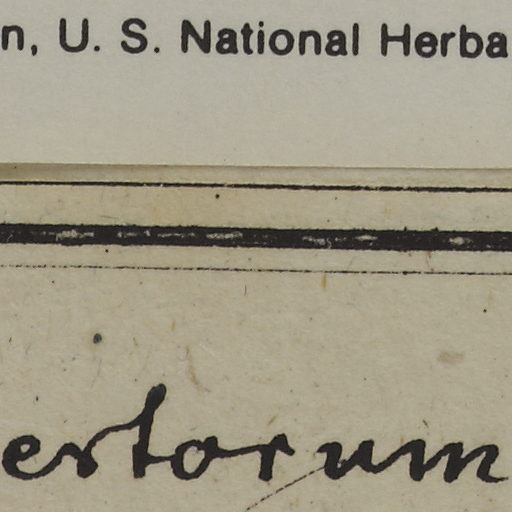 n, U. S. National Herba
ertorum